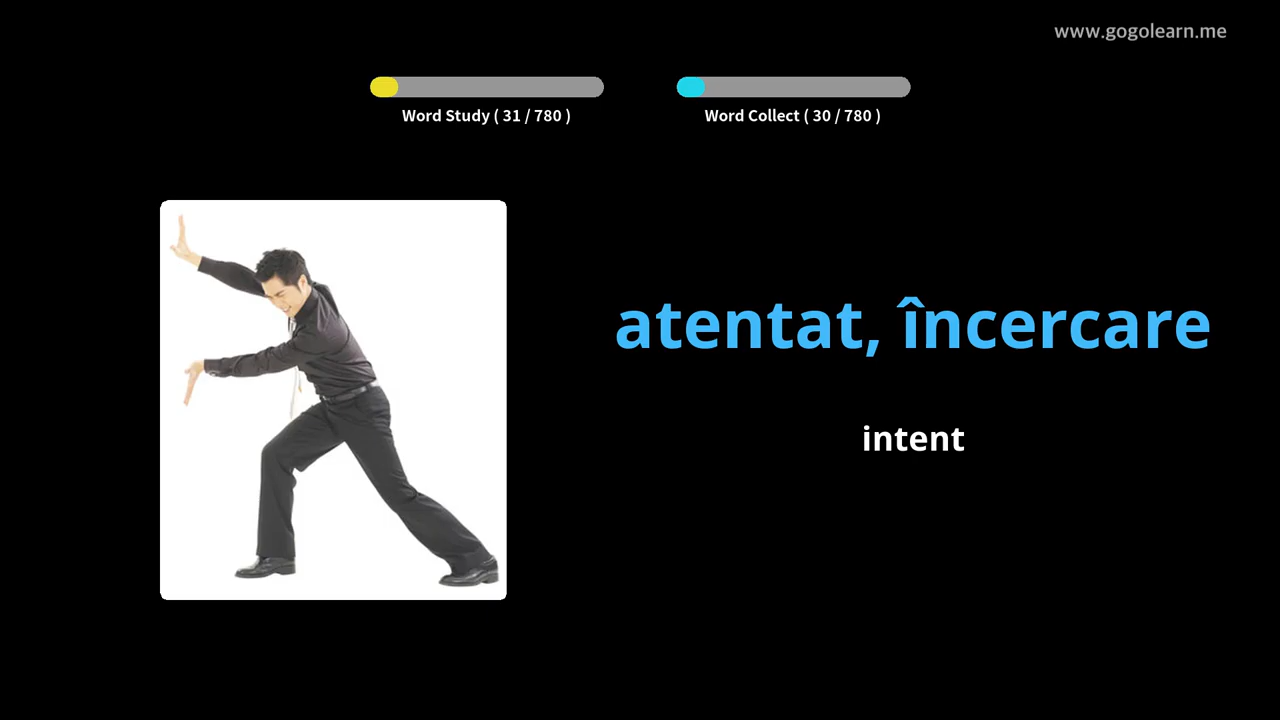 www.gogolearn.me
Word Study ( 31 / 780 )
Word Collect ( 30 / 780 )
atentat, încercare
intent